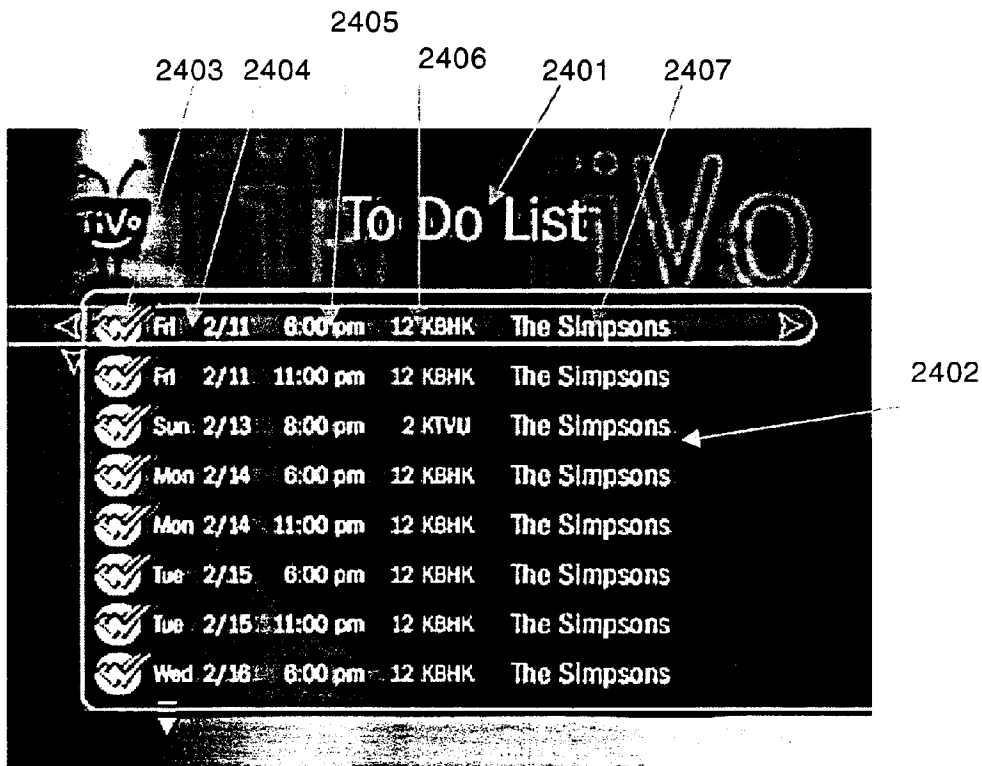 2405
2403 2404 2406 2401 2407
TiVo
To Do List
TiVo
Fri 2/11 6:00 pm 12 KBHK The Simpsons
Fri 2/11 11:00 pm 12 KBHK The Simpsons
2402
Sun 2/13 8:00 pm 2 KTVU The Simpsons
Mon 2/14 6:00 pm 12 KBHK The Simpsons
Mon 2/14 11:00 pm 12 KBHK The Simpsons
Tue 2/15 6:00 pm 12 KBHK The Simpsons
Tue 2/15 11:00 pm 12 KBHK The Simpsons
Wed 2/16 6:00 pm 12 KBHK The Simpsons